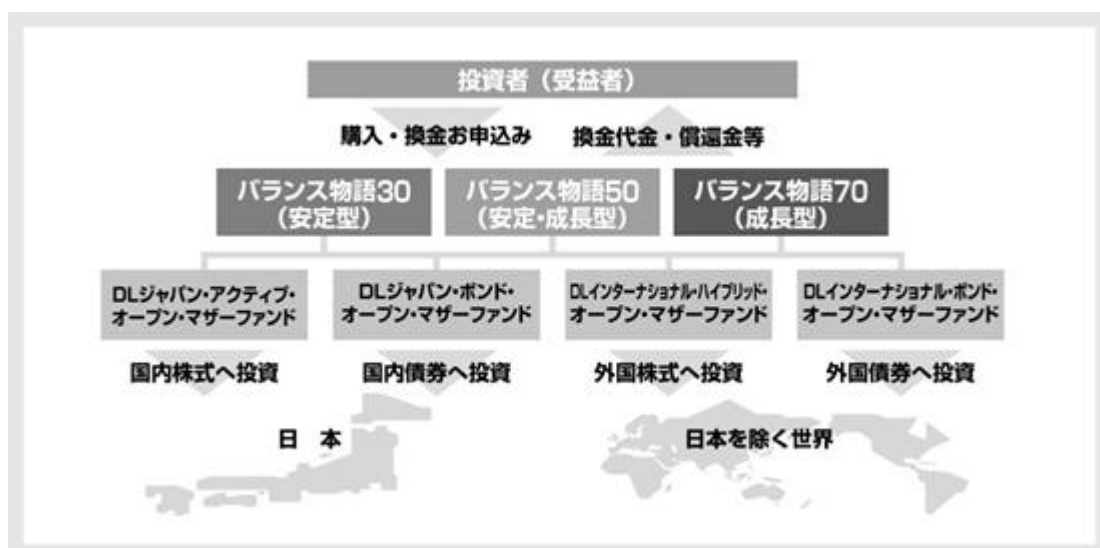 投資者（受益者）
購入・換金お申込み
換金代金・償還金等
バランス物語30
（安定型）
バランス物語50
（安定・成長型）
バランス物語70
（成長型）
DLジャパン・アクティブ・
オープン・マザーファンド
DLジャパン・ボンド・
オープン・マザーファンド
DLインターナショナル・ハイブリッド・
オープン・マザーファンド
DLインターナショナル・ボンド・
オープン・マザーファンド
国内株式へ投資
国内債券へ投資
外国株式へ投資
外国債券へ投資
日　本
日本を除く世界